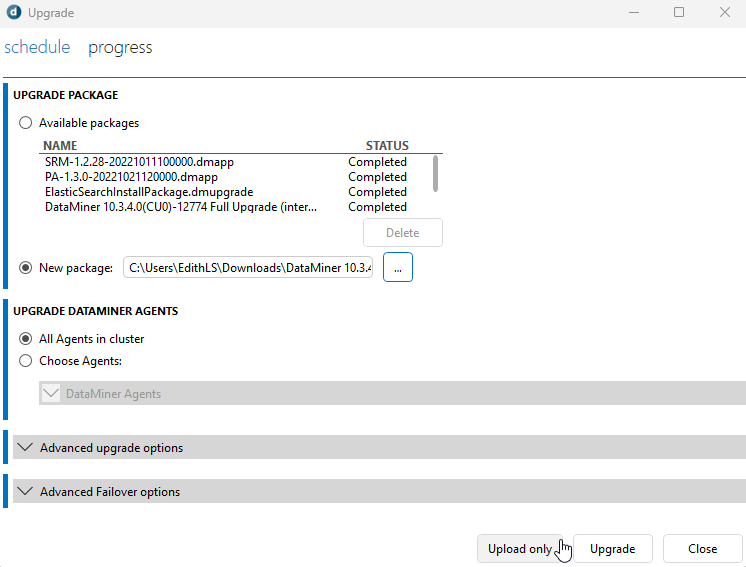 Upgrade
schedule progress
UPGRADE PACKAGE
Available packages
NAME STATUS
SRM-1.2.28-20221011100000.dmapp Completed
PA-1.3.0-20221021120000.dmapp Completed
ElasticSearchInstallPackage.dmupgrade Completed
DataMiner 10.3.4.0(CU0)-12774 Full Upgrade (inter... Completed
Delete
New package: C:\Users\EdithLS\Downloads\DataMiner 10.3.4 ...
UPGRADE DATAMINER AGENTS
All Agents in cluster
Choose Agents:
DataMiner Agents
Advanced upgrade options
Advanced Failover options
Upload only Upgrade Close